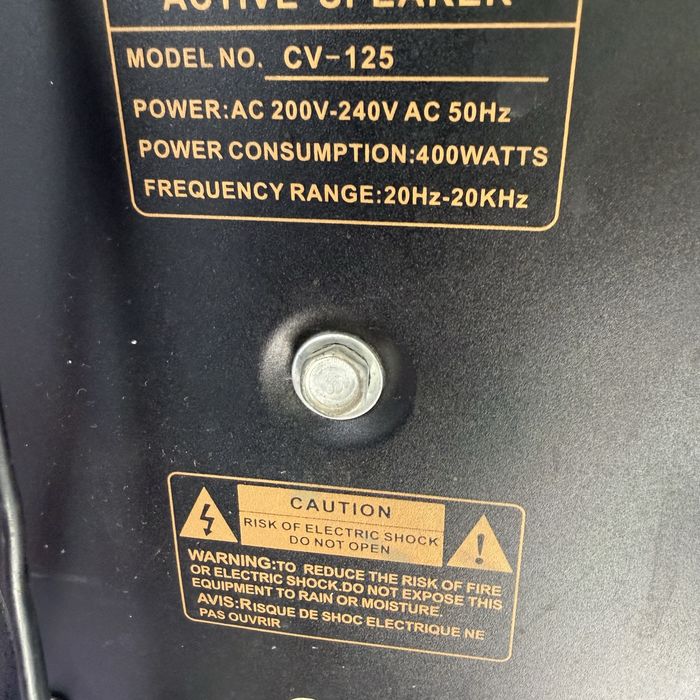 ACTIVE SPEAKER
MODEL NO. CV-125
POWER:AC 200V-240V AC 50Hz
POWER CONSUMPTION:400WATTS
FREQUENCY RANGE:20Hz-20KHz
CAUTION
RISK OF ELECTRIC SHOCK
DO NOT OPEN
WARNING:TO REDUCE THE RISK OF FIRE
OR ELECTRIC SHOCK.DO NOT EXPOSE THIS
EQUIPMENT TO RAIN OR MOISTURE.
AVIS:RISQUE DE SHOC ELECTRIQUE NE
PAS OUVRIR